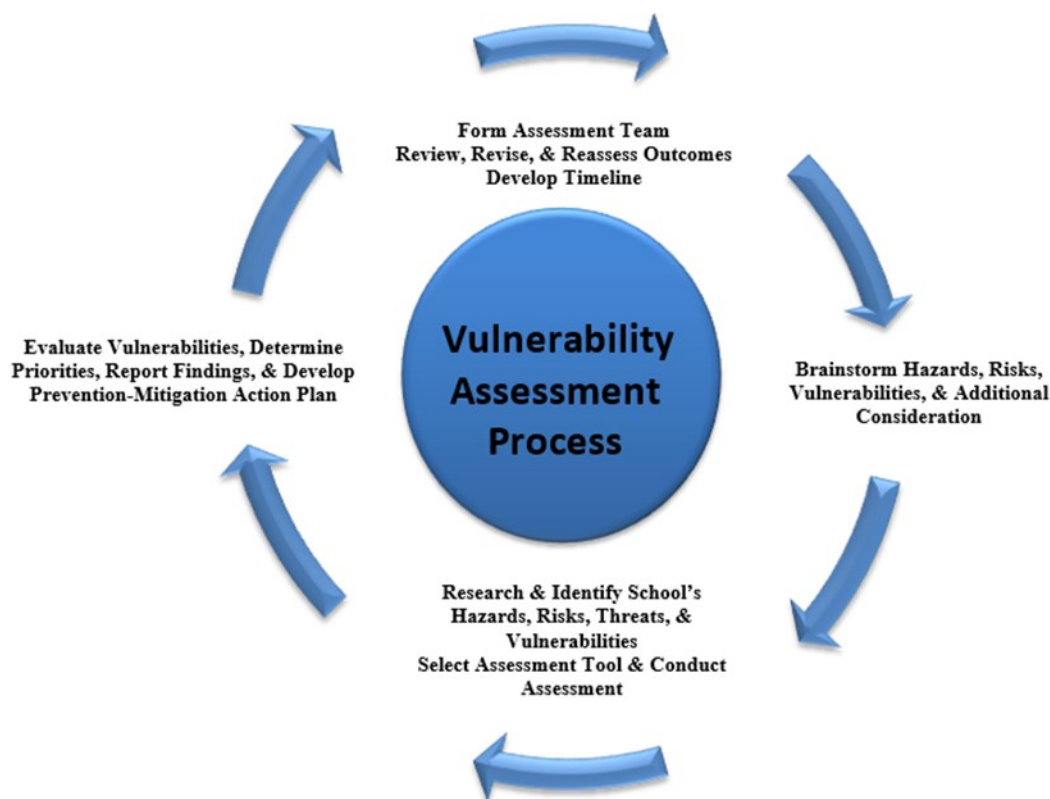 Form Assessment Team
Review, Revise, & Reassess Outcomes
Develop Timeline
Vulnerability
Assessment
Process
Evaluate Vulnerabilities, Determine
Priorities, Report Findings, & Develop
Prevention-Mitigation Action Plan
Brainstorm Hazards, Risks,
Vulnerabilities, & Additional
Consideration
Research & Identify School’s
Hazards, Risks, Threats, &
Vulnerabilities
Select Assessment Tool & Conduct
Assessment